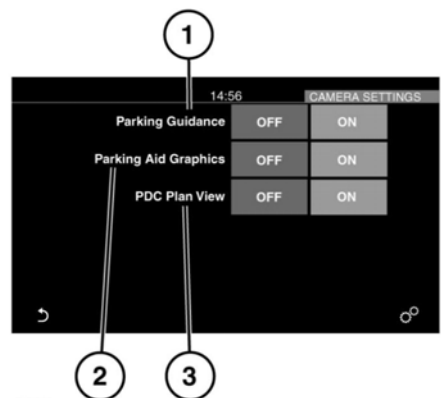 1
14:56 CAMERA SETTINGS
Parking Guidance OFF ON
Parking Aid Graphics OFF ON
PDC Plan View OFF ON
2 3